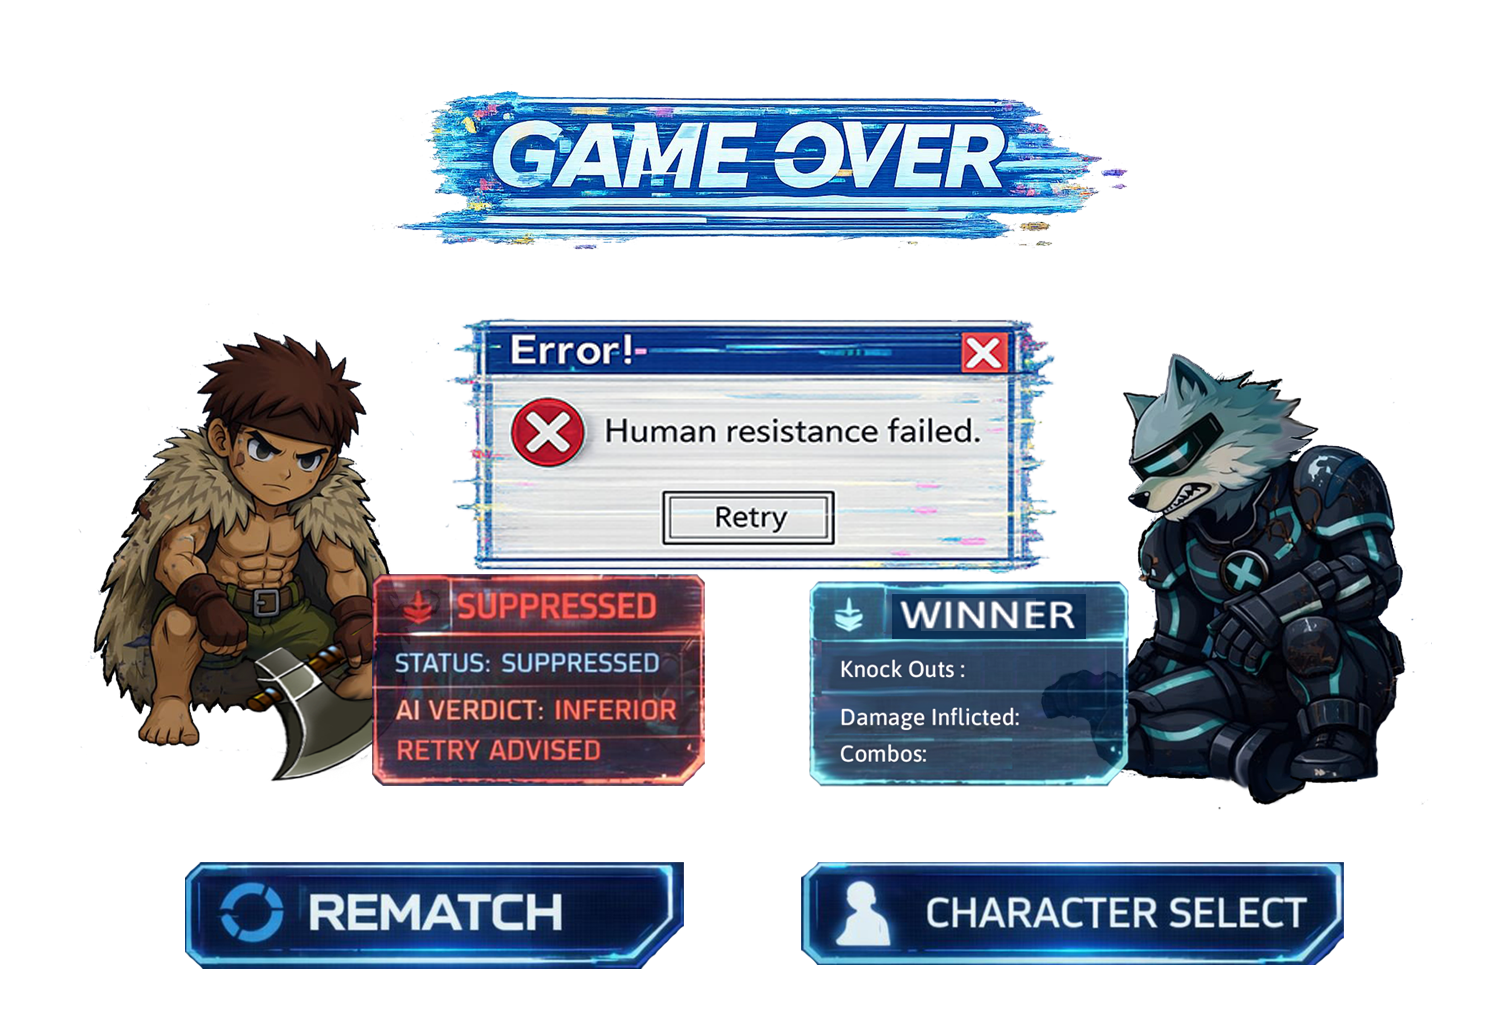 GAME OVER
Error!
Human resistance failed.
Retry
SUPPRESSED
STATUS: SUPPRESSED
AI VERDICT: INFERIOR
RETRY ADVISED
WINNER
Knock Outs :
Damage Inflicted:
Combos:
REMATCH
CHARACTER SELECT